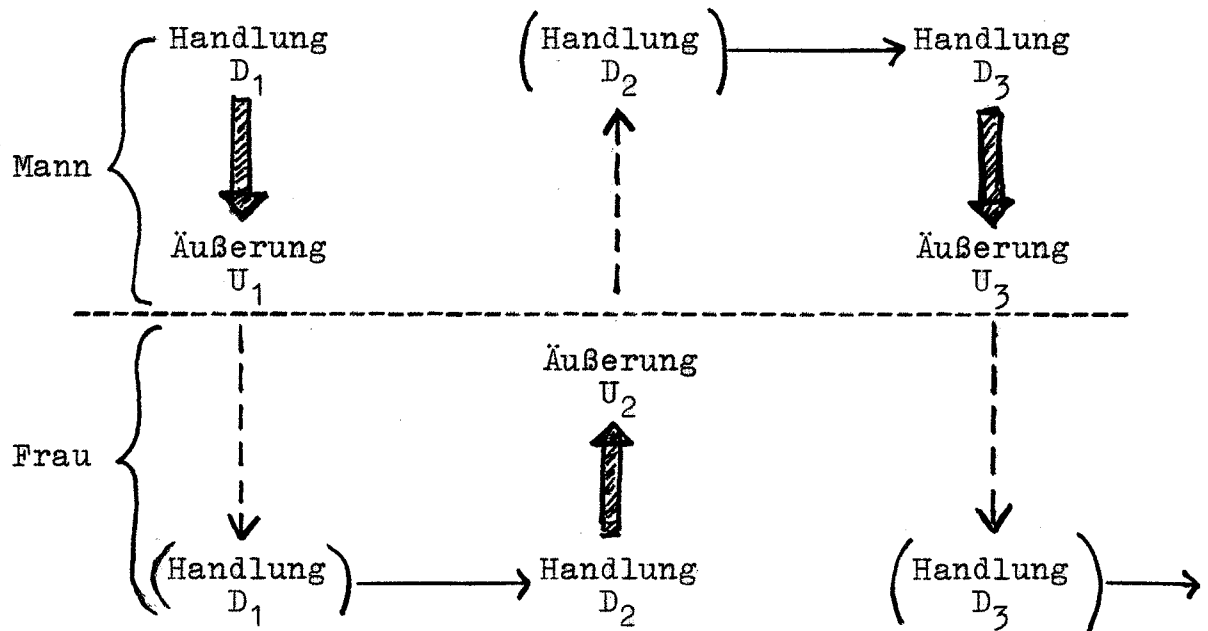 Handlung (Handlung) Handlung
D1 D2 D3
Mann
Äußerung Äußerung
U1 U3
Äußerung
U2
Frau
(Handlung) Handlung (Handlung)
D1 D2 D3